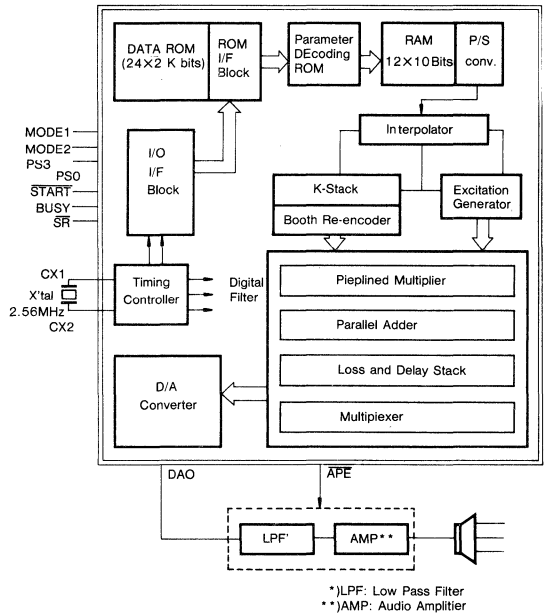 DATA ROM
(24×2 K bits)
ROM
I/F
Block
Parameter
DEcoding
ROM
RAM
12×10Bits
P/S
conv.
Interpolator
MODE1
MODE2
PS3
PS0
START
BUSY
SR
I/O
I/F
Block
K-Stack
Booth Re-encoder
Excitation
Generator
CX1
X'tal
2.56MHz
CX2
Timing
Controller
Digital
Filter
Pieplined Multiplier
Parallel Adder
Loss and Delay Stack
Multipiexer
D/A
Converter
DAO
APE
LPF'
AMP**
*)LPF: Low Pass Filter
**)AMP: Audio Amplitier